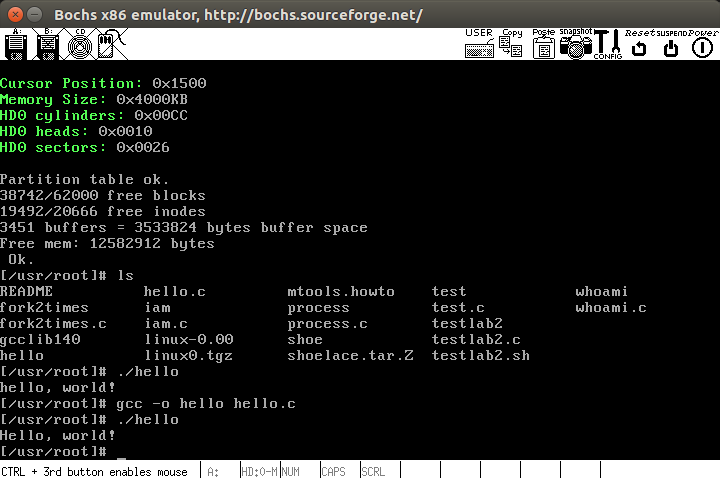 Bochs x86 emulator, http://bochs.sourceforge.net/
A: B: CD USER Copy Paste snapshot CONFIG Reset SUSPEND Power
Cursor Position: 0x1500
Memory Size: 0x4000KB
HD0 cylinders: 0x00CC
HD0 heads: 0x0010
HD0 sectors: 0x0026
Partition table ok.
38742/62000 free blocks
19492/20666 free inodes
3451 buffers = 3533824 bytes buffer space
Free mem: 12582912 bytes
Ok.
[/usr/root]# ls
README hello.c mtools.howto test whoami
fork2times iam process test.c whoami.c
fork2times.c iam.c process.c testlab2
gcclib140 linux-0.00 shoe testlab2.c
hello linux0.tgz shoelace.tar.Z testlab2.sh
[/usr/root]# ./hello
hello, world!
[/usr/root]# gcc -o hello hello.c
[/usr/root]# ./hello
Hello, world!
[/usr/root]# _
CTRL + 3rd button enables mouse A: HD:0-M NUM CAPS SCRL